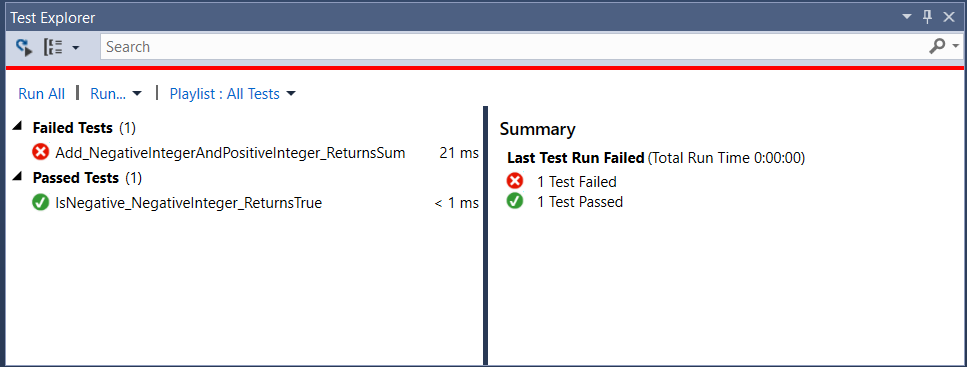 Test Explorer
Search
Run All | Run... | Playlist : All Tests
Failed Tests (1)
Add_NegativeIntegerAndPositiveInteger_ReturnsSum 21 ms
Passed Tests (1)
IsNegative_NegativeInteger_ReturnsTrue < 1 ms
Summary
Last Test Run Failed (Total Run Time 0:00:00)
1 Test Failed
1 Test Passed